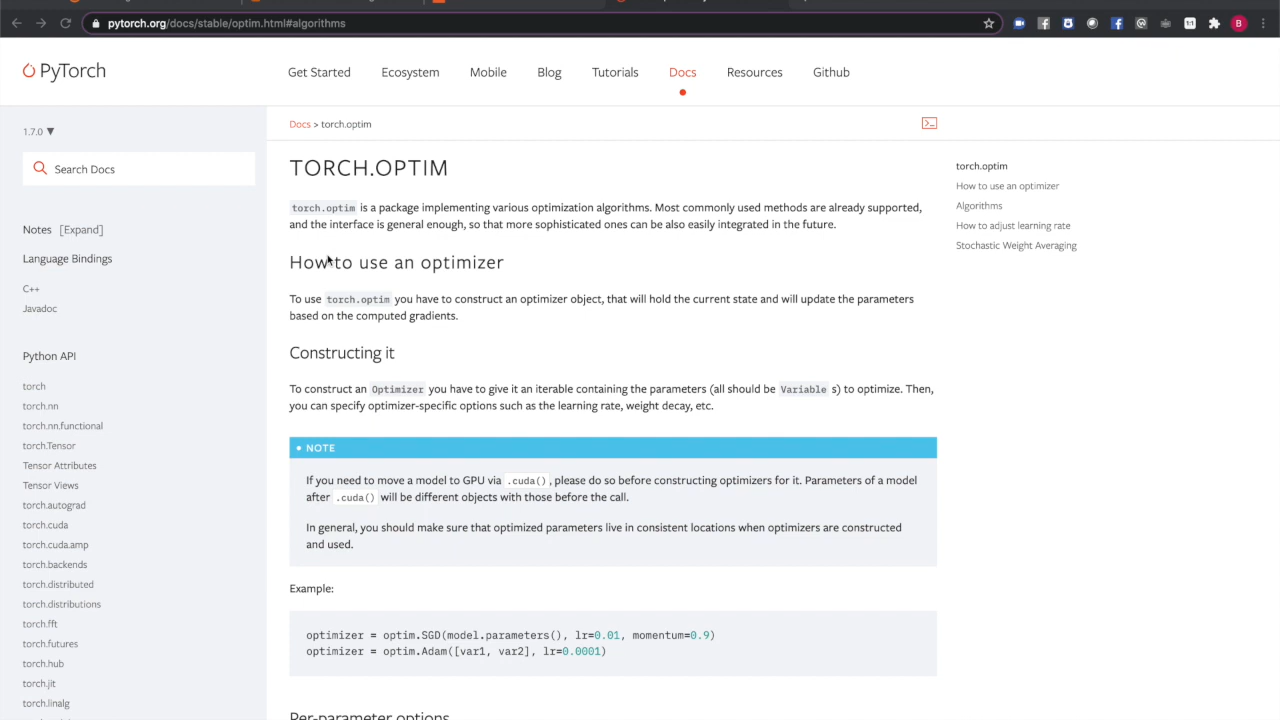 pytorch.org/docs/stable/optim.html#algorithms
B
PyTorch
Get Started
Ecosystem
Mobile
Blog
Tutorials
Docs
Resources
Github
1.7.0 ▼
Search Docs
Notes [Expand]
Language Bindings
C++
Javadoc
Python API
torch
torch.nn
torch.nn.functional
torch.Tensor
Tensor Attributes
Tensor Views
torch.autograd
torch.cuda
torch.cuda.amp
torch.backends
torch.distributed
torch.distributions
torch.fft
torch.futures
torch.hub
torch.jit
torch.linalg
Docs > torch.optim
TORCH.OPTIM
torch.optim is a package implementing various optimization algorithms. Most commonly used methods are already supported,
and the interface is general enough, so that more sophisticated ones can be also easily integrated in the future.
How to use an optimizer
To use torch.optim you have to construct an optimizer object, that will hold the current state and will update the parameters
based on the computed gradients.
Constructing it
To construct an Optimizer you have to give it an iterable containing the parameters (all should be Variable s) to optimize. Then,
you can specify optimizer-specific options such as the learning rate, weight decay, etc.
• NOTE
If you need to move a model to GPU via .cuda() , please do so before constructing optimizers for it. Parameters of a model
after .cuda() will be different objects with those before the call.
In general, you should make sure that optimized parameters live in consistent locations when optimizers are constructed
and used.
Example:
optimizer = optim.SGD(model.parameters(), lr=0.01, momentum=0.9)
optimizer = optim.Adam([var1, var2], lr=0.0001)
Per-parameter options
torch.optim
How to use an optimizer
Algorithms
How to adjust learning rate
Stochastic Weight Averaging